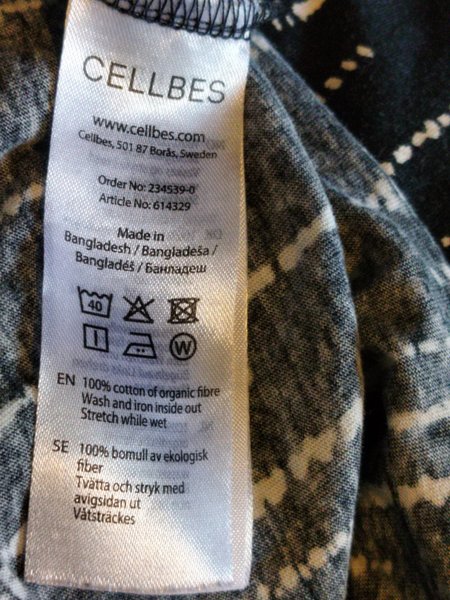 CELLBES
www.cellbes.com
Cellbes, 501 87 Borås, Sweden
Order No: 234539-0
Article No: 614329
Made in
Bangladesh / Bangladeša /
Bangladéš / Бангладеш
40
W
EN 100% cotton of organic fibre
Wash and iron inside out
Stretch while wet
SE 100% bomull av ekologisk
fiber
Tvätta och stryk med
avigsidan ut
Våtsträckes